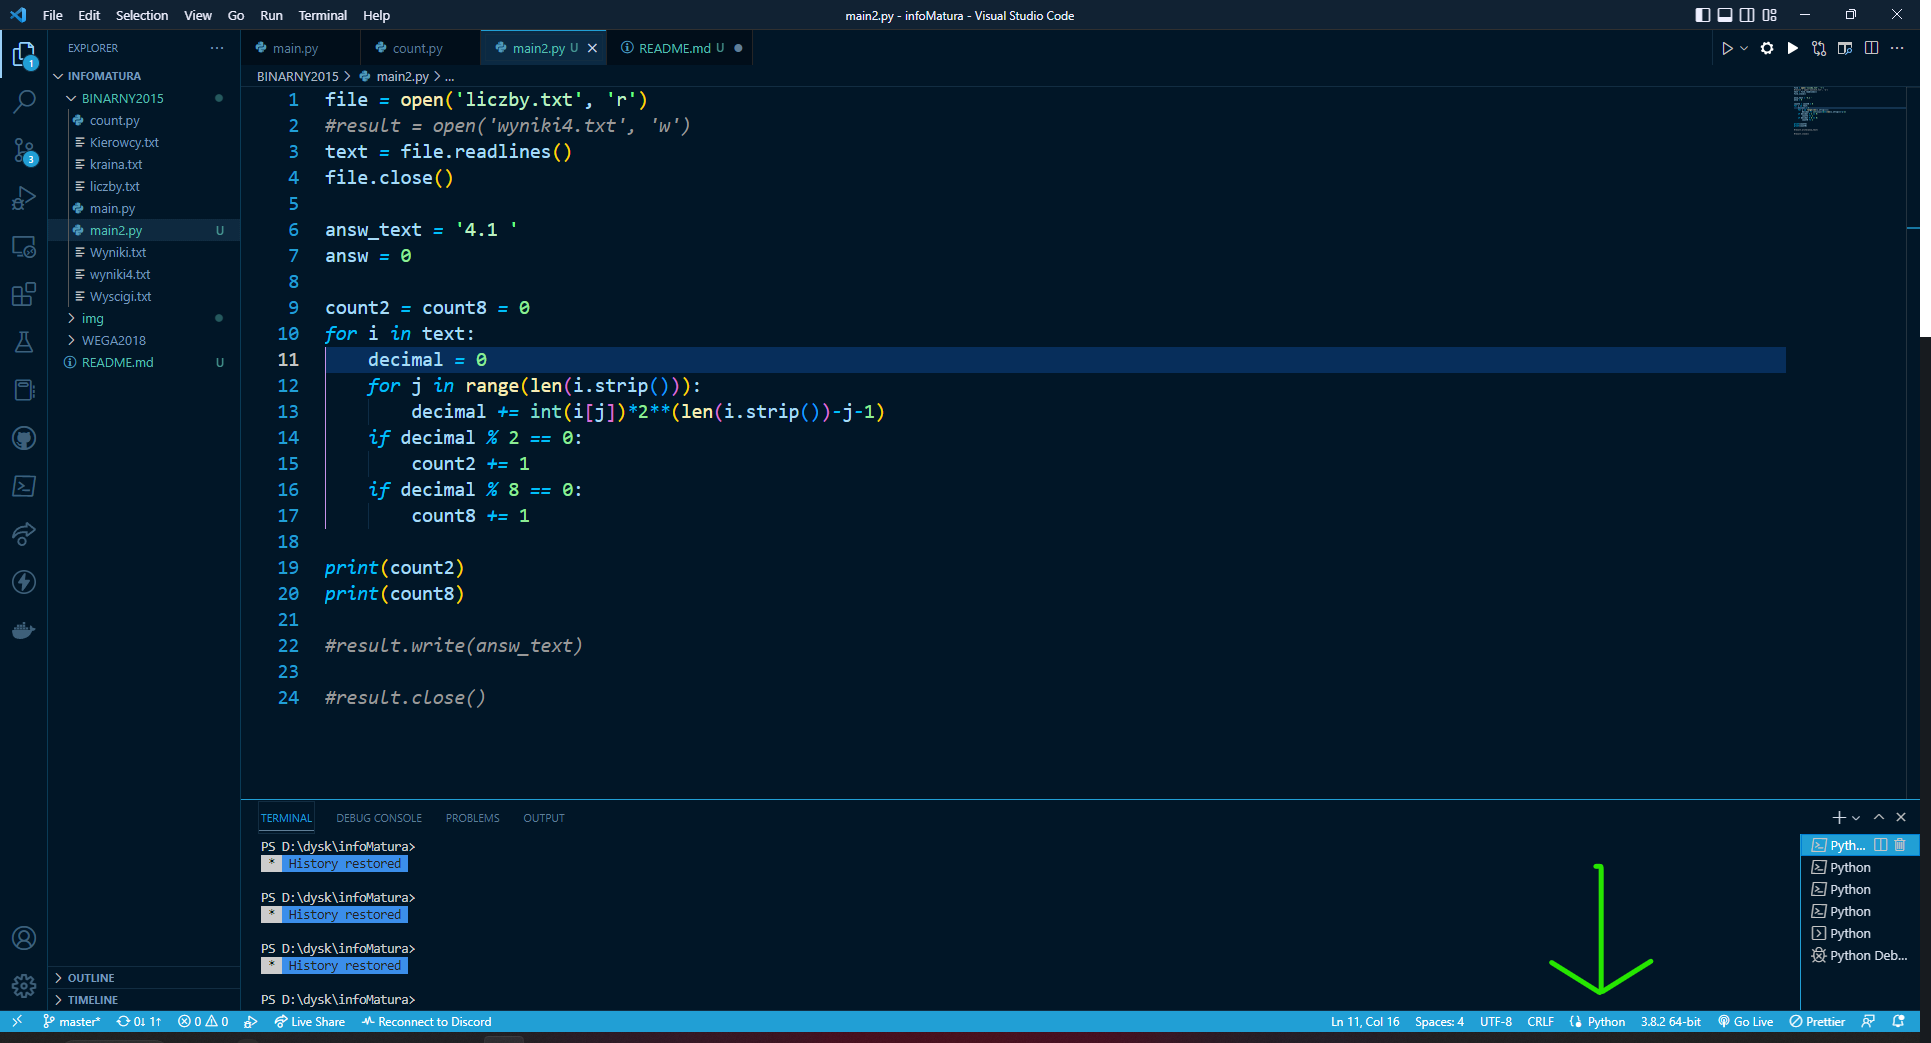 File Edit Selection View Go Run Terminal Help
main2.py - infoMatura - Visual Studio Code
EXPLORER
INFOMATURA
BINARNY2015
count.py
Kierowcy.txt
kraina.txt
liczby.txt
main.py
main2.py U
Wyniki.txt
wyniki4.txt
Wyscigi.txt
img
WEGA2018
README.md U
OUTLINE
TIMELINE
1
3
main.py count.py main2.py U README.md U
BINARNY2015 > main2.py > ...
1 file = open('liczby.txt', 'r')
2 #result = open('wyniki4.txt', 'w')
3 text = file.readlines()
4 file.close()
5
6 answ_text = '4.1 '
7 answ = 0
8
9 count2 = count8 = 0
10 for i in text:
11     decimal = 0
12     for j in range(len(i.strip())):
13         decimal += int(i[j])*2**(len(i.strip())-j-1)
14     if decimal % 2 == 0:
15         count2 += 1
16     if decimal % 8 == 0:
17         count8 += 1
18
19 print(count2)
20 print(count8)
21
22 #result.write(answ_text)
23
24 #result.close()
TERMINAL DEBUG CONSOLE PROBLEMS OUTPUT
PS D:\dysk\infoMatura>
* History restored
PS D:\dysk\infoMatura>
* History restored
PS D:\dysk\infoMatura>
* History restored
PS D:\dysk\infoMatura>
Pyth...
Python
Python
Python
Python
Python Deb...
master* 0↓ 1↑ 0 0 Live Share Reconnect to Discord
Ln 11, Col 16 Spaces: 4 UTF-8 CRLF Python 3.8.2 64-bit Go Live Prettier